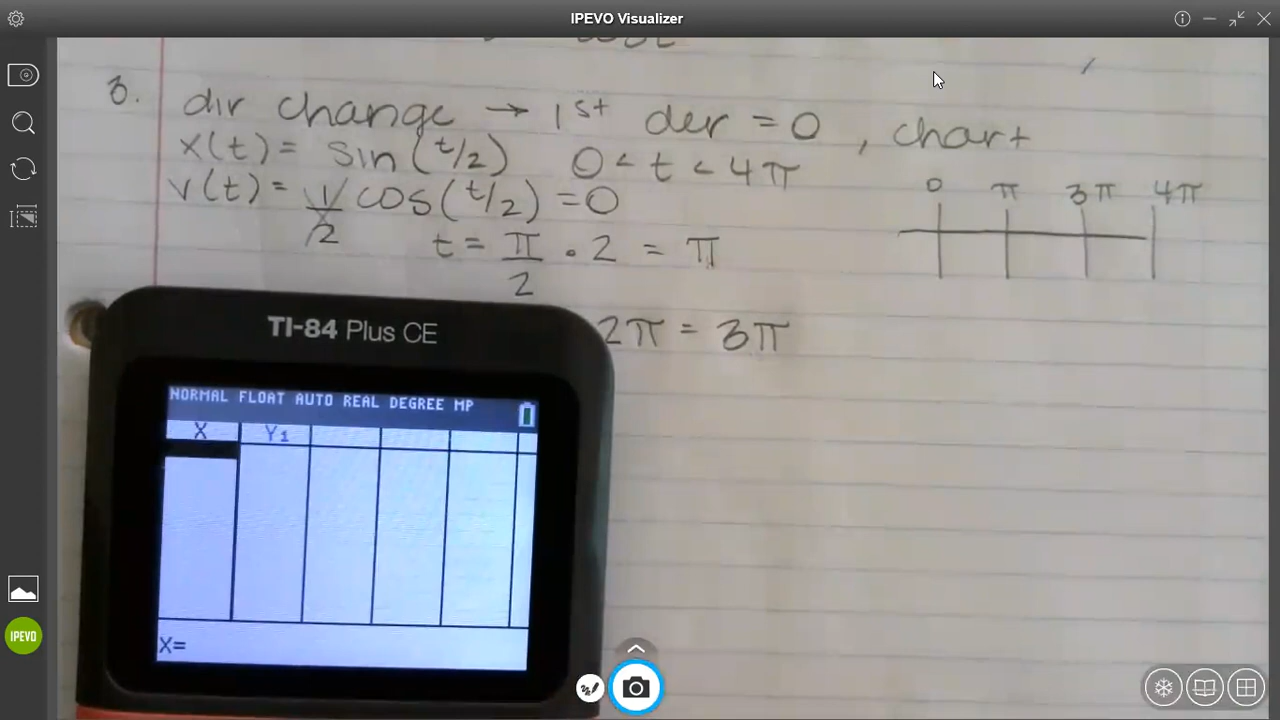 IPEVO Visualizer
3. dir change → 1st der = 0 , chart
x(t) = sin(t/2) 0 < t < 4π
v(t) = 1/2 cos(t/2) = 0
0 π 3π 4π
t = π/2 · 2 = π
2π = 3π
TI-84 Plus CE
NORMAL FLOAT AUTO REAL DEGREE MP
X Y1
X=
IPEVO